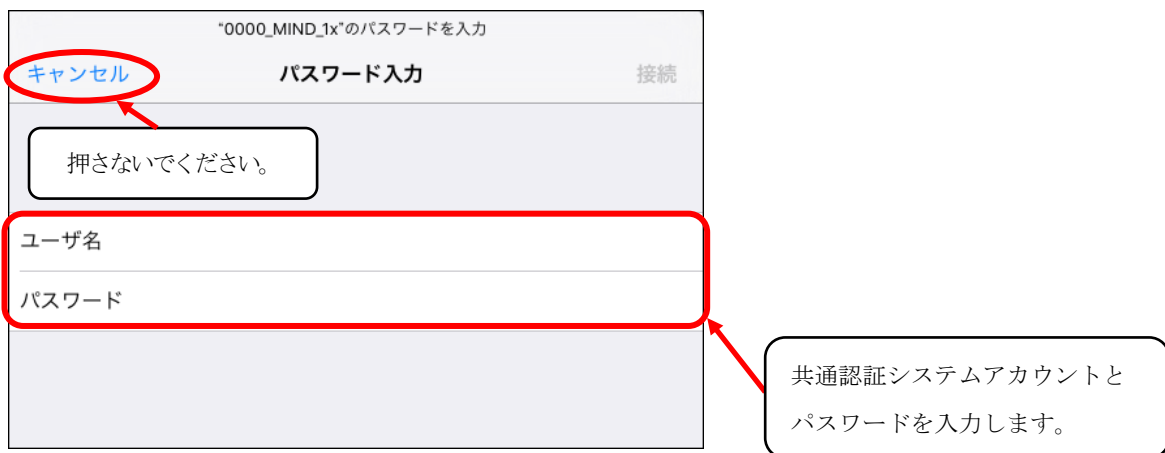 “0000_MIND_1x”のパスワードを入力
キャンセル パスワード入力 接続
押さないでください。
ユーザ名
パスワード
共通認証システムアカウントと
パスワードを入力します。